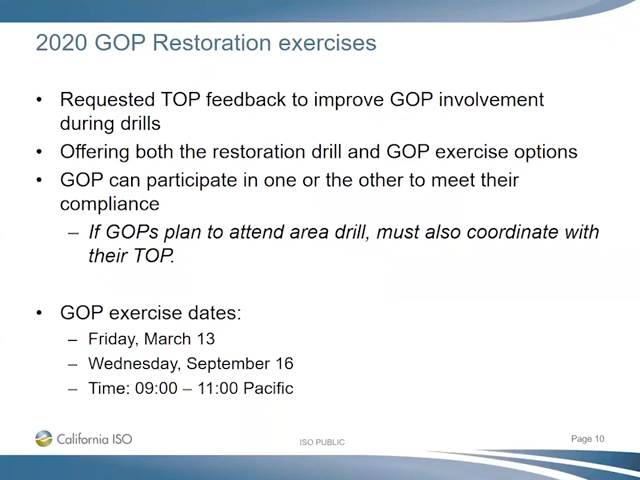 2020 GOP Restoration exercises
• Requested TOP feedback to improve GOP involvement
during drills
• Offering both the restoration drill and GOP exercise options
• GOP can participate in one or the other to meet their
compliance
– If GOPs plan to attend area drill, must also coordinate with
their TOP.
• GOP exercise dates:
– Friday, March 13
– Wednesday, September 16
– Time: 09:00 – 11:00 Pacific
California ISO
ISO PUBLIC
Page 10